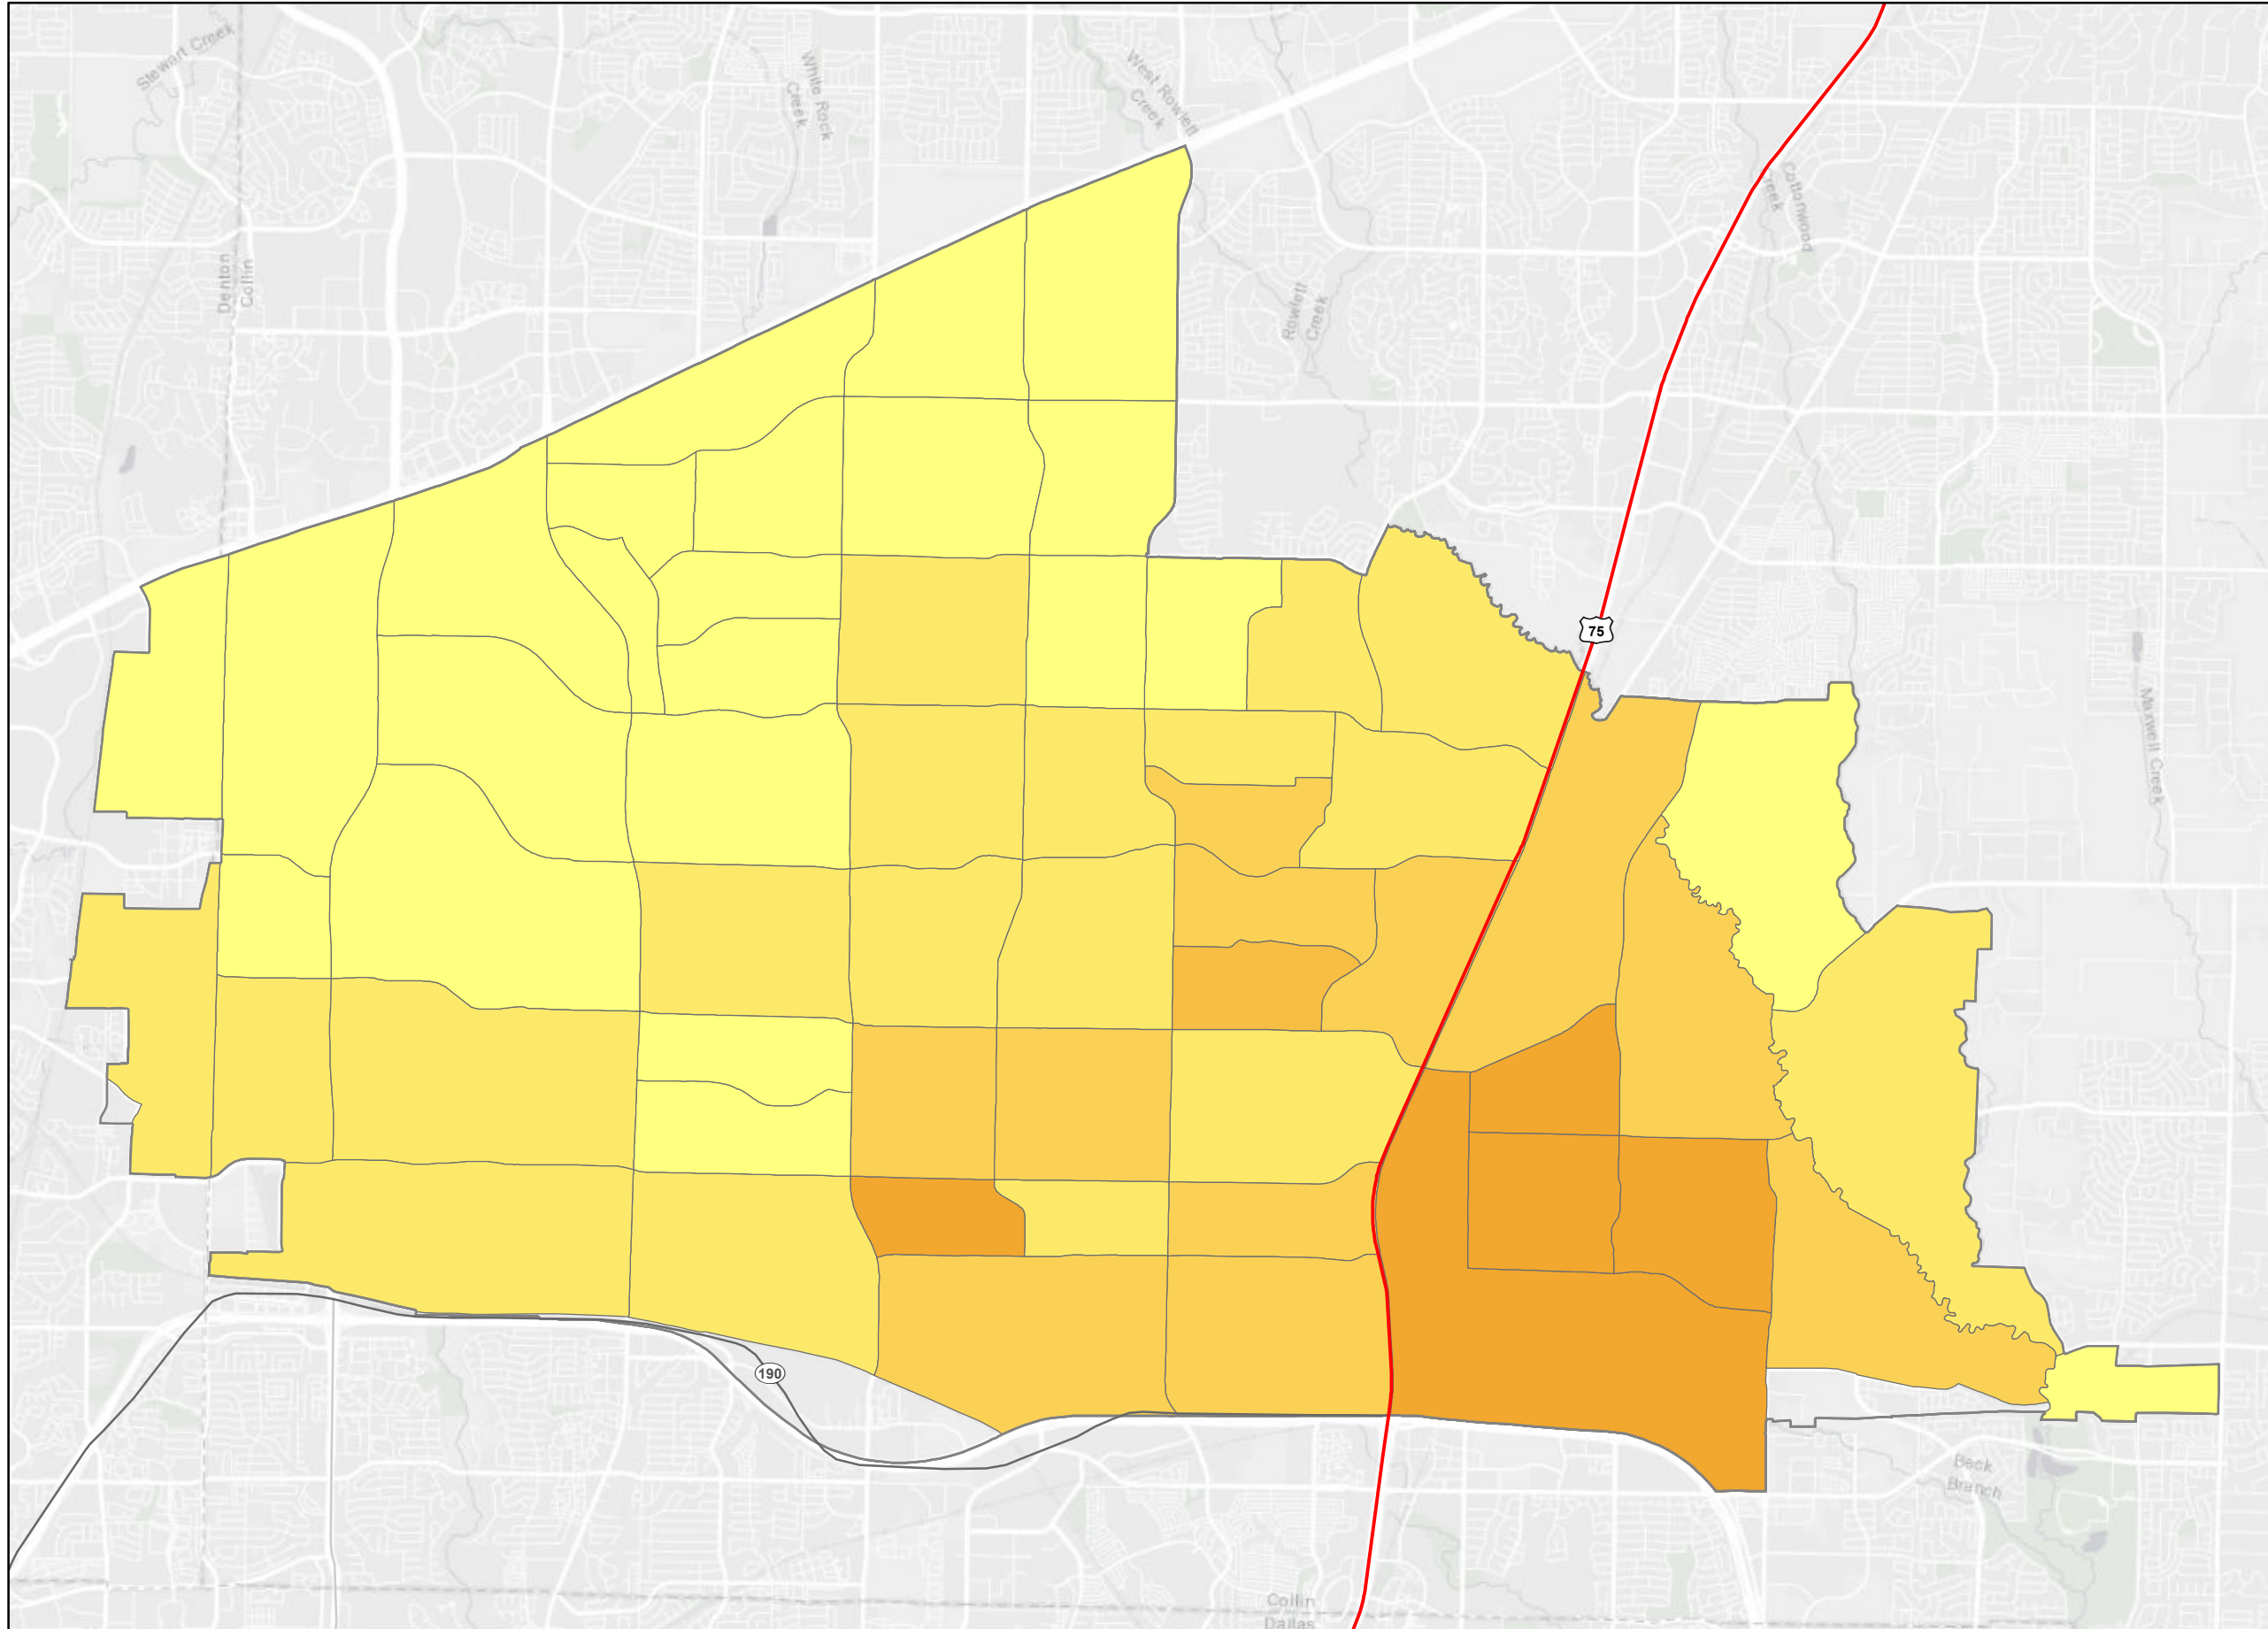 Stewart Creek
White Rock
Creek
West Rowlett
Creek
Cottonwood
Creek
Denton
Collin
Rowlett
Creek
75
Maxwell Creek
190
Beck
Branch
Collin
Dallas